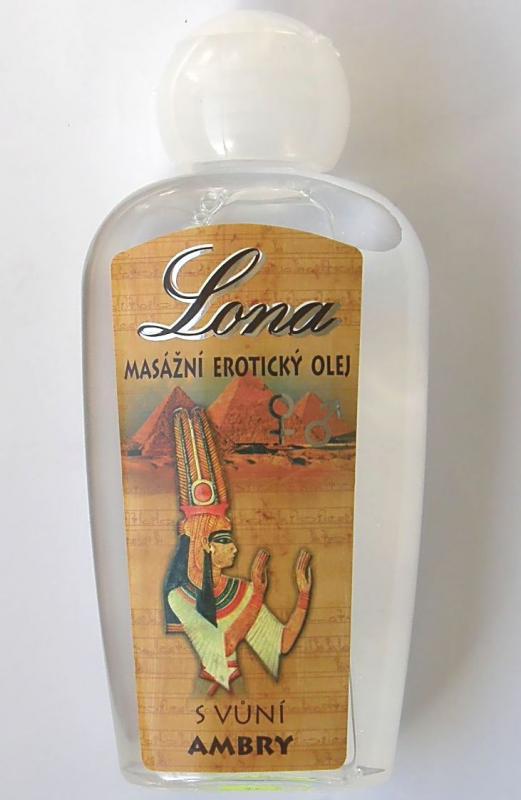 Lona
MASÁŽNÍ EROTICKÝ OLEJ
S VŮNÍ
AMBRY